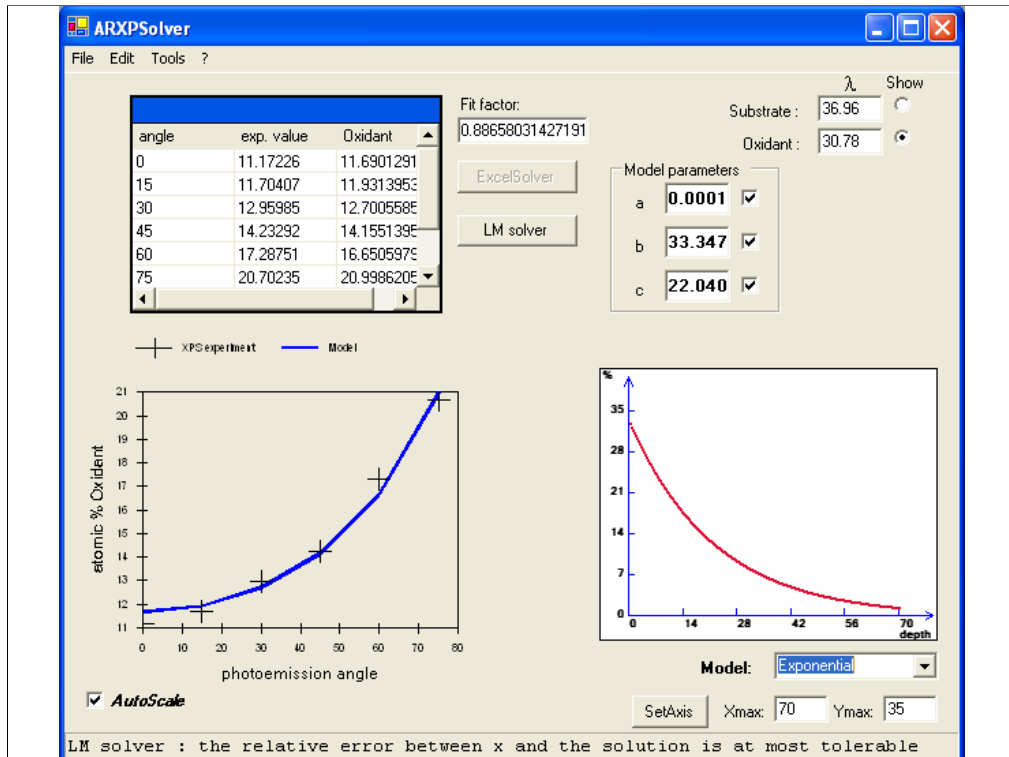 ARXPSolver
File Edit Tools ?
angle exp. value Oxidant
0 11.17226 11.6901291
15 11.70407 11.9313953
30 12.95985 12.7005585
45 14.23292 14.1551395
60 17.28751 16.6505979
75 20.70235 20.9986205
Fit factor:
0.88658031427191
ExcelSolver
LM solver
λ Show
Substrate : 36.96
Oxidant : 30.78
Model parameters
a 0.0001
b 33.347
c 22.040
XPS experiment Model
atomic % Oxidant
21
20
19
18
17
16
15
14
13
12
11
0 10 20 30 40 50 60 70 80
photoemission angle
AutoScale
%
35
28
21
14
7
0
0 14 28 42 56 70
depth
Model: Exponential
SetAxis Xmax: 70 Ymax: 35
LM solver : the relative error between x and the solution is at most tolerable